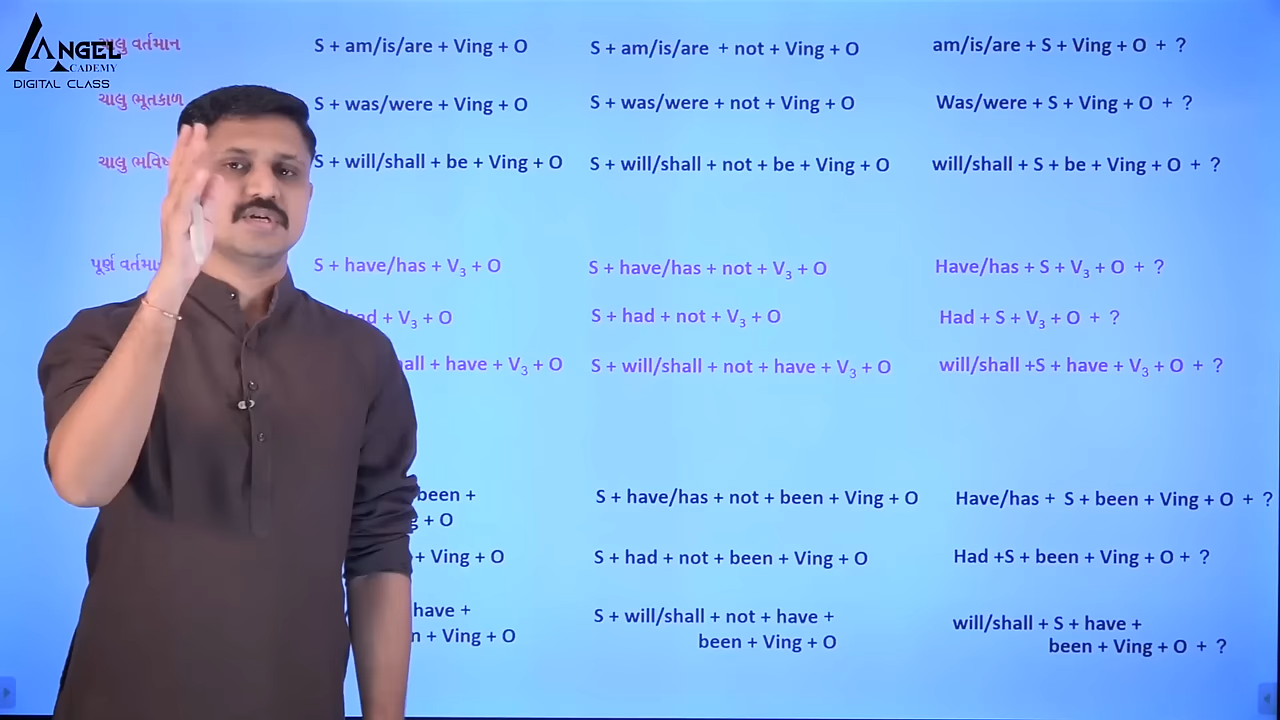 ANGEL
ACADEMY
DIGITAL CLASS
ચાલુ વર્તમાન
S + am/is/are + Ving + O
S + am/is/are + not + Ving + O
am/is/are + S + Ving + O + ?
ચાલુ ભૂતકાળ
S + was/were + Ving + O
S + was/were + not + Ving + O
Was/were + S + Ving + O + ?
ચાલુ
S + will/shall + be + Ving + O
S + will/shall + not + be + Ving + O
will/shall + S + be + Ving + O + ?
પૂર્ણ
S + have/has + V₃ + O
S + have/has + not + V₃ + O
Have/has + S + V₃ + O + ?
+ V₃ + O
S + had + not + V₃ + O
Had + S + V₃ + O + ?
+ have + V₃ + O
S + will/shall + not + have + V₃ + O
will/shall +S + have + V₃ + O + ?
been +
+ O
S + have/has + not + been + Ving + O
Have/has + S + been + Ving + O + ?
+ Ving + O
S + had + not + been + Ving + O
Had +S + been + Ving + O + ?
have +
+ Ving + O
S + will/shall + not + have +
been + Ving + O
will/shall + S + have +
been + Ving + O + ?